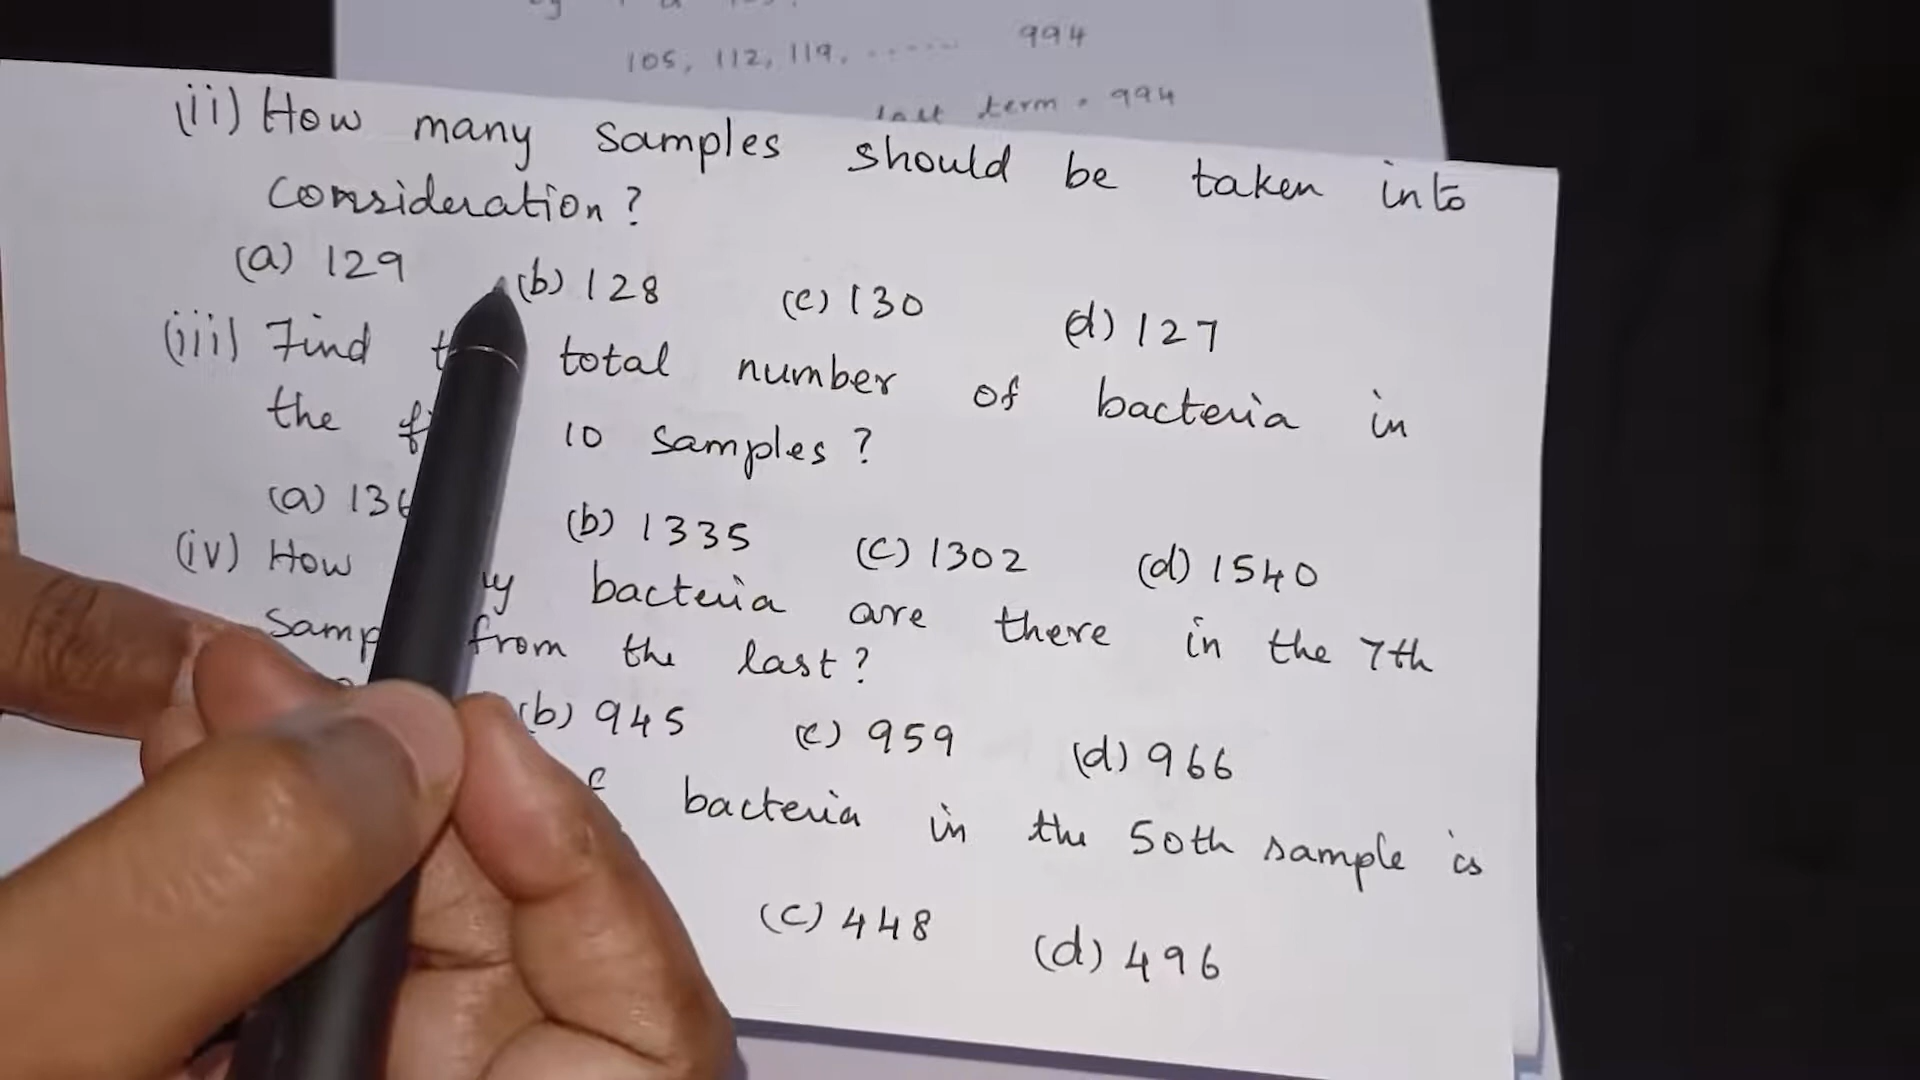 105, 112, 119, ...... 994
last term = 994
(ii) How many samples should be taken into
consideration?
(a) 129 (b) 128 (c) 130 (d) 127
(iii) Find total number of bacteria in
the 10 samples?
(a) (b) 1335 (c) 1302 (d) 1540
(iv) How bacteria are there in the 7th
from the last?
(b) 945 (c) 959 (d) 966
bacteria in the 50th sample is
(c) 448 (d) 496